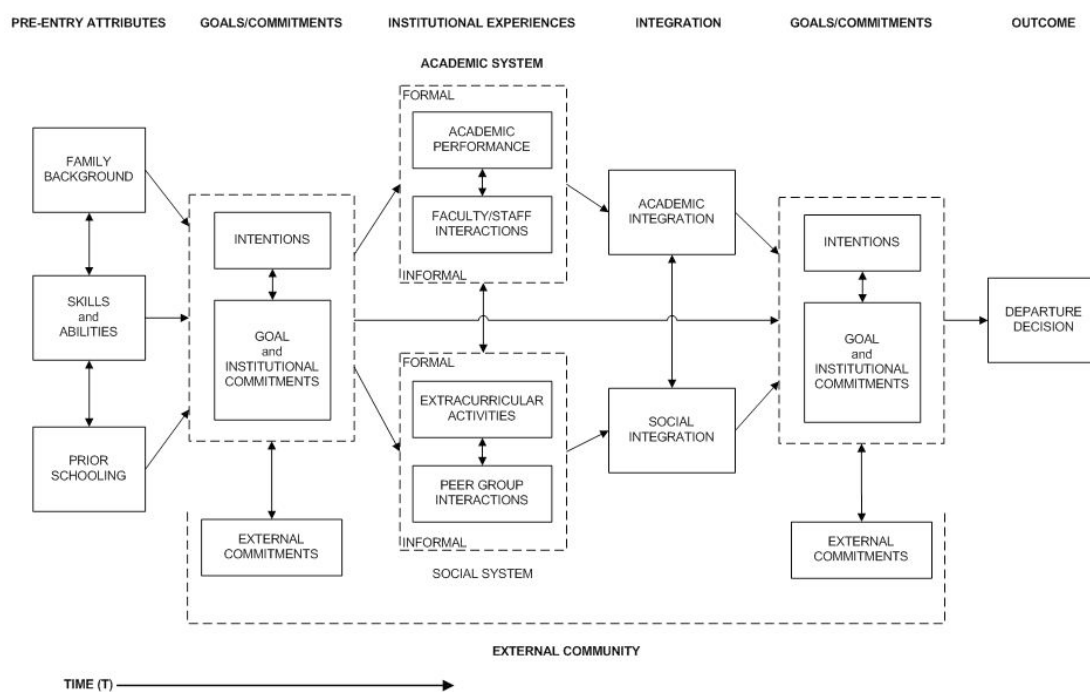 PRE-ENTRY ATTRIBUTES
GOALS/COMMITMENTS
INSTITUTIONAL EXPERIENCES
INTEGRATION
GOALS/COMMITMENTS
OUTCOME
ACADEMIC SYSTEM
FORMAL
ACADEMIC
PERFORMANCE
FACULTY/STAFF
INTERACTIONS
INFORMAL
FAMILY
BACKGROUND
SKILLS
and
ABILITIES
PRIOR
SCHOOLING
INTENTIONS
GOAL
and
INSTITUTIONAL
COMMITMENTS
EXTERNAL
COMMITMENTS
FORMAL
EXTRACURRICULAR
ACTIVITIES
PEER GROUP
INTERACTIONS
INFORMAL
SOCIAL SYSTEM
ACADEMIC
INTEGRATION
SOCIAL
INTEGRATION
INTENTIONS
GOAL
and
INSTITUTIONAL
COMMITMENTS
EXTERNAL
COMMITMENTS
DEPARTURE
DECISION
EXTERNAL COMMUNITY
TIME (T)